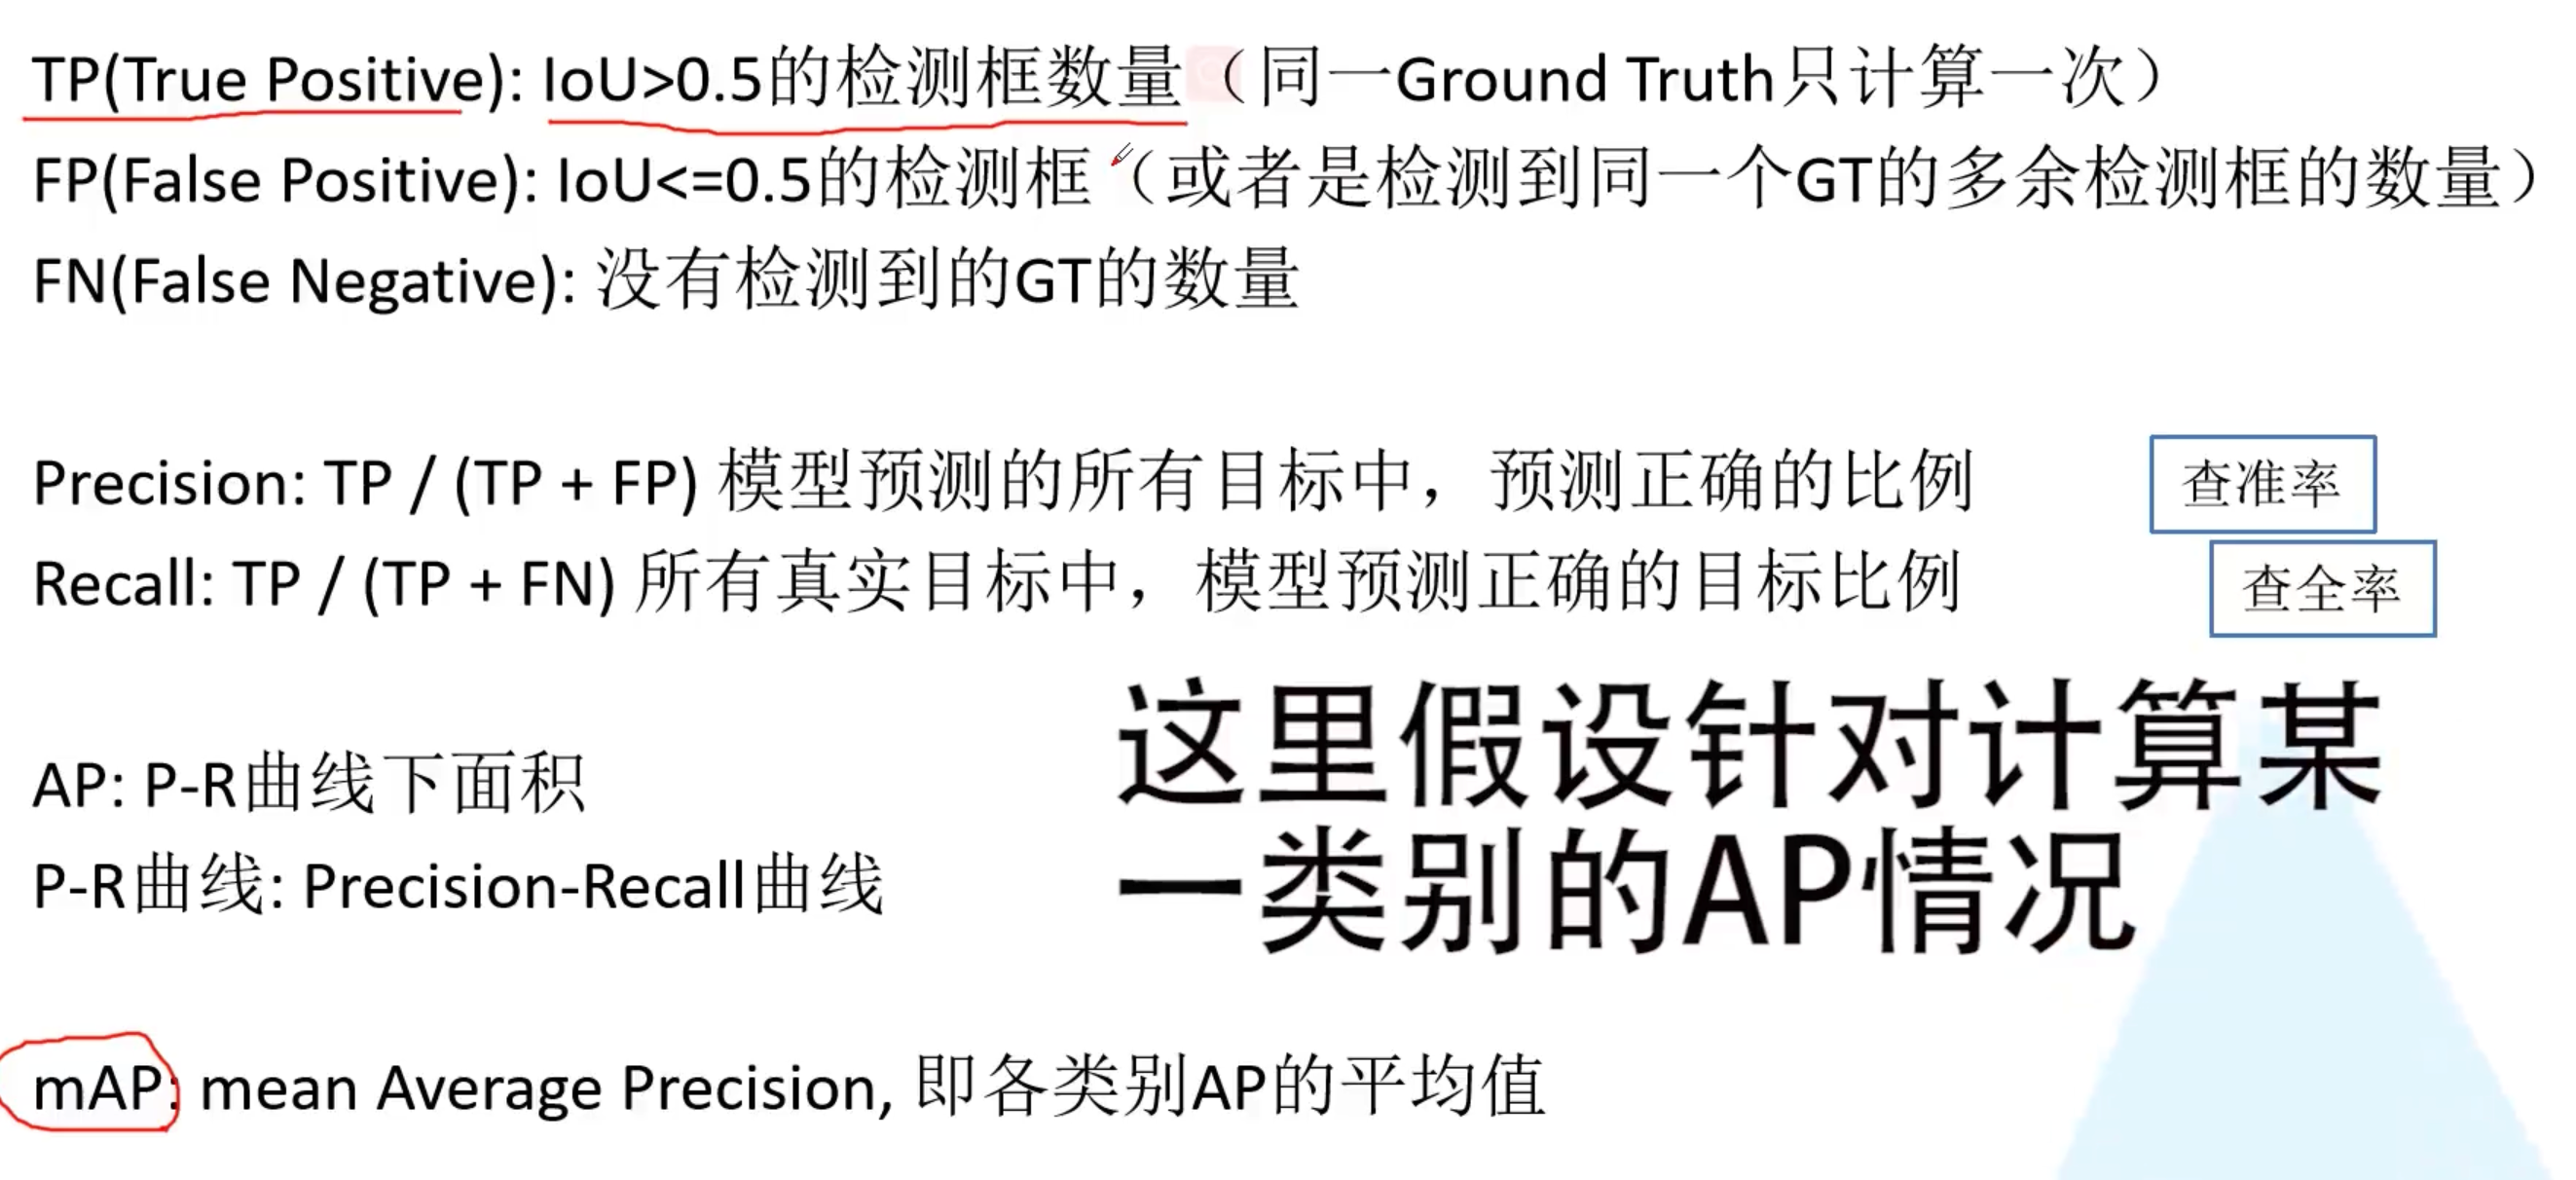 TP(True Positive): IoU>0.5的检测框数量（同一Ground Truth只计算一次）
FP(False Positive): IoU<=0.5的检测框（或者是检测到同一个GT的多余检测框的数量）
FN(False Negative): 没有检测到的GT的数量
Precision: TP / (TP + FP) 模型预测的所有目标中，预测正确的比例 查准率
Recall: TP / (TP + FN) 所有真实目标中，模型预测正确的目标比例 查全率
这里假设针对计算某
一类别的AP情况
AP: P-R曲线下面积
P-R曲线: Precision-Recall曲线
mAP: mean Average Precision, 即各类别AP的平均值